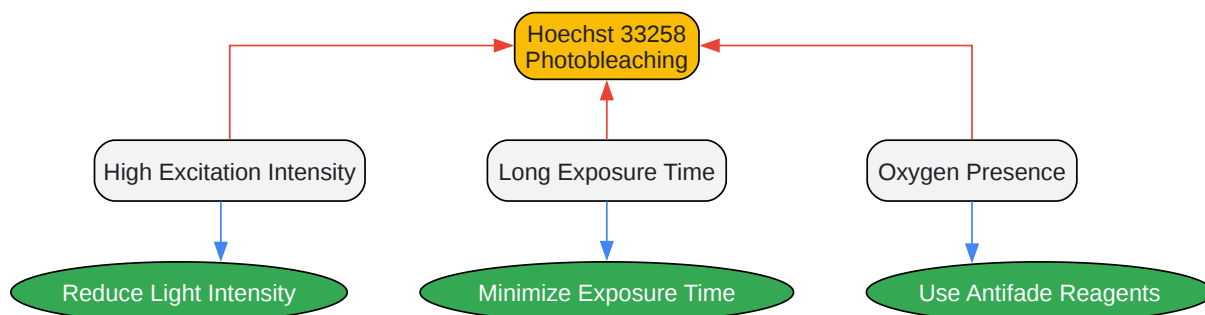 Hoechst 33258
Photobleaching
High Excitation Intensity
Long Exposure Time
Oxygen Presence
Reduce Light Intensity
Minimize Exposure Time
Use Antifade Reagents